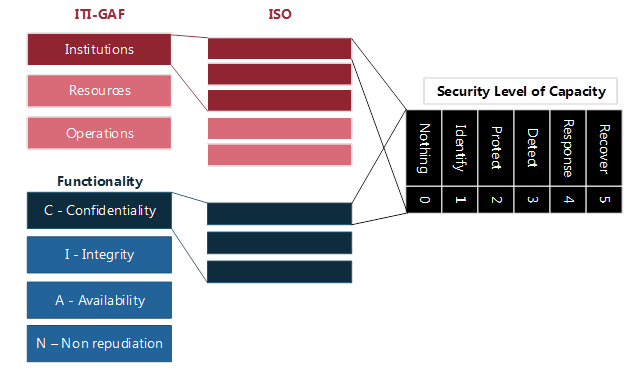 ITI-GAF
ISO
Institutions
Resources
Operations
Security Level of Capacity
Nothing
Identify
Protect
Detect
Response
Recover
0
1
2
3
4
5
Functionality
C - Confidentiality
I - Integrity
A - Availability
N – Non repudiation